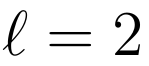 ℓ = 2